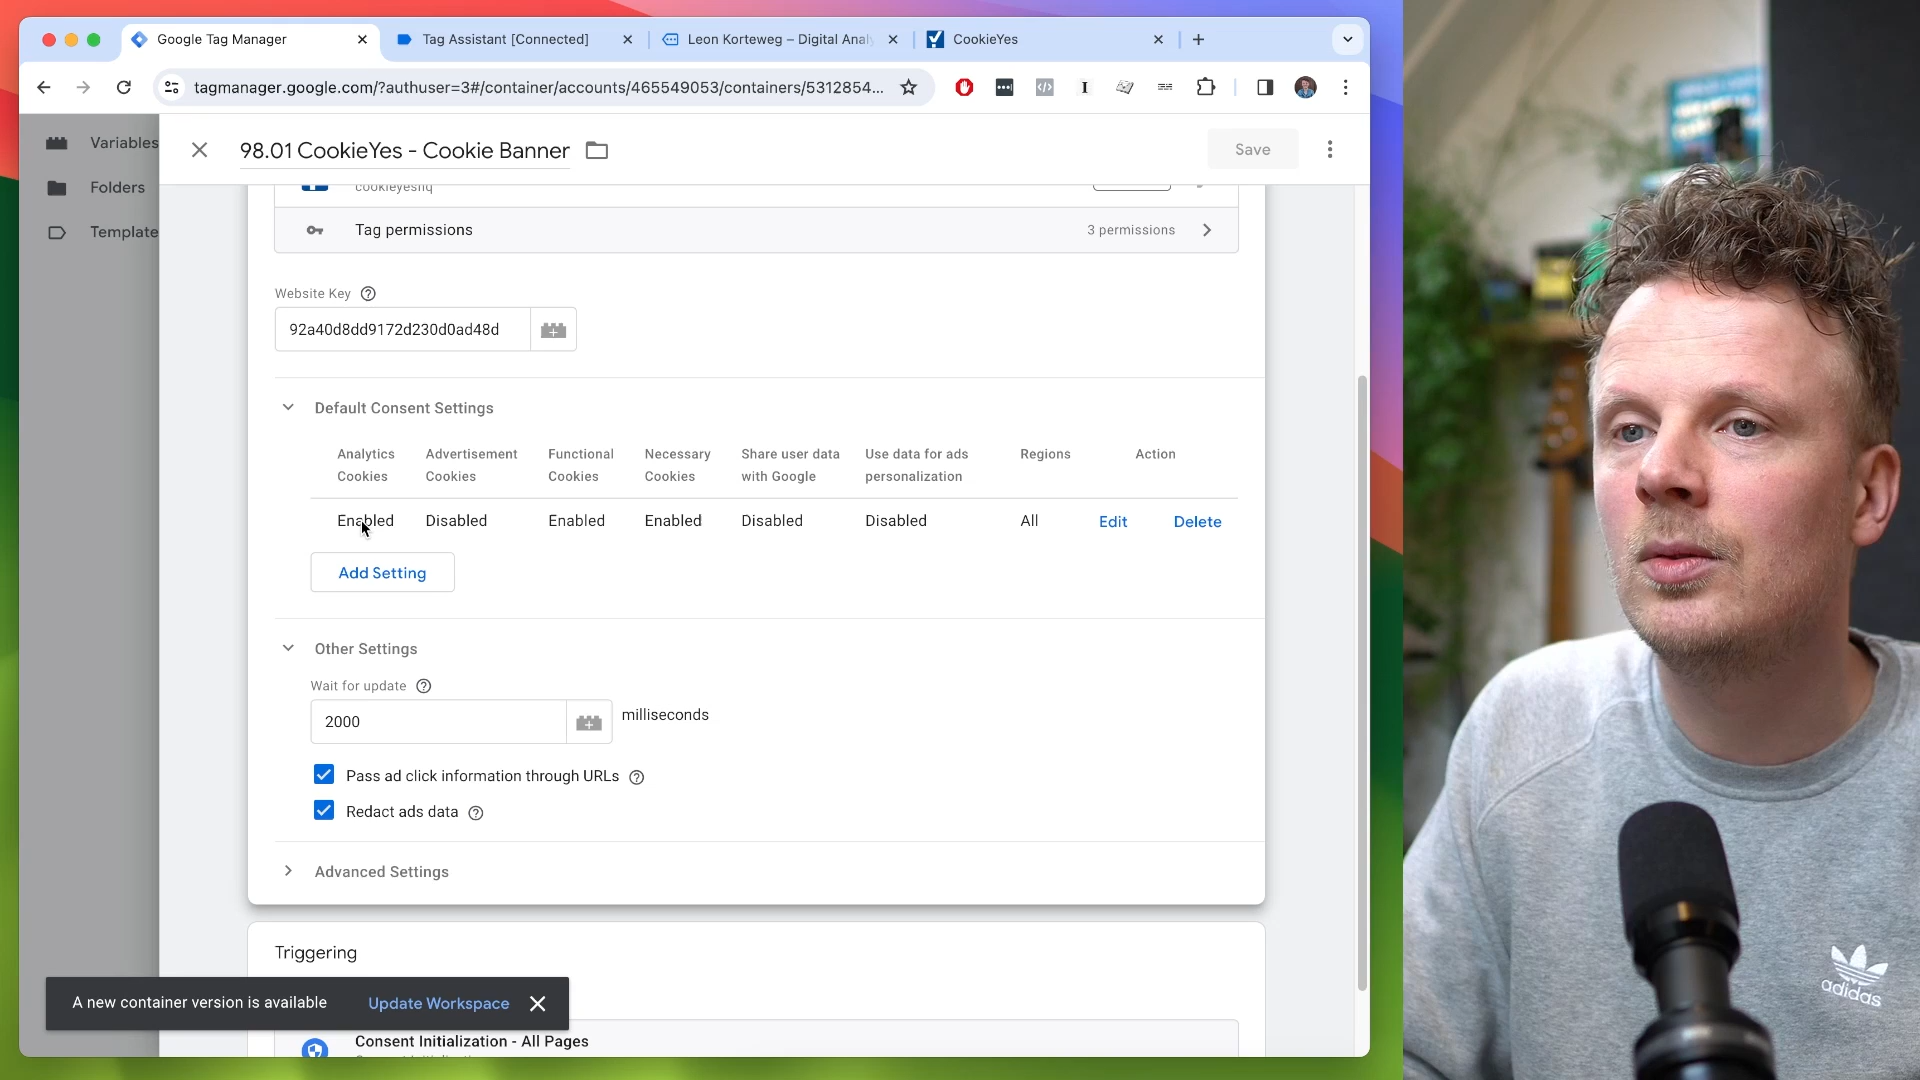 Google Tag Manager
Tag Assistant [Connected]
Leon Korteweg – Digital Anal
CookieYes
tagmanager.google.com/?authuser=3#/container/accounts/465549053/containers/5312854...
Variables
Folders
Template
98.01 CookieYes - Cookie Banner
Save
cookieyeshq
Tag permissions
3 permissions
Website Key
92a40d8dd9172d230d0ad48d
Default Consent Settings
Analytics Cookies
Advertisement Cookies
Functional Cookies
Necessary Cookies
Share user data with Google
Use data for ads personalization
Regions
Action
Enabled
Disabled
Enabled
Enabled
Disabled
Disabled
All
Edit
Delete
Add Setting
Other Settings
Wait for update
2000
milliseconds
Pass ad click information through URLs
Redact ads data
Advanced Settings
Triggering
A new container version is available
Update Workspace
Consent Initialization - All Pages
adidas